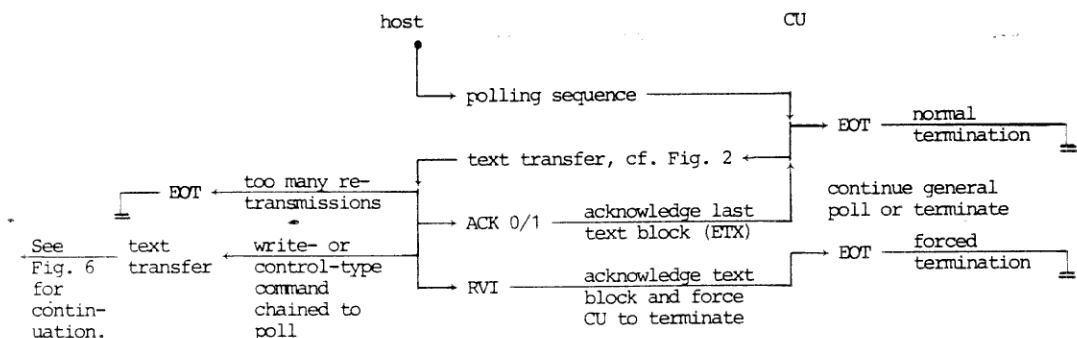 host CU
polling sequence
EOT normal
termination
text transfer, cf. Fig. 2
EOT too many re-
transmissions
continue general
poll or terminate
ACK 0/1 acknowledge last
text block (ETX)
See
Fig. 6
for
contin-
uation.
text
transfer
write- or
control-type
command
chained to
poll
RVI acknowledge text
block and force
CU to terminate
EOT forced
termination